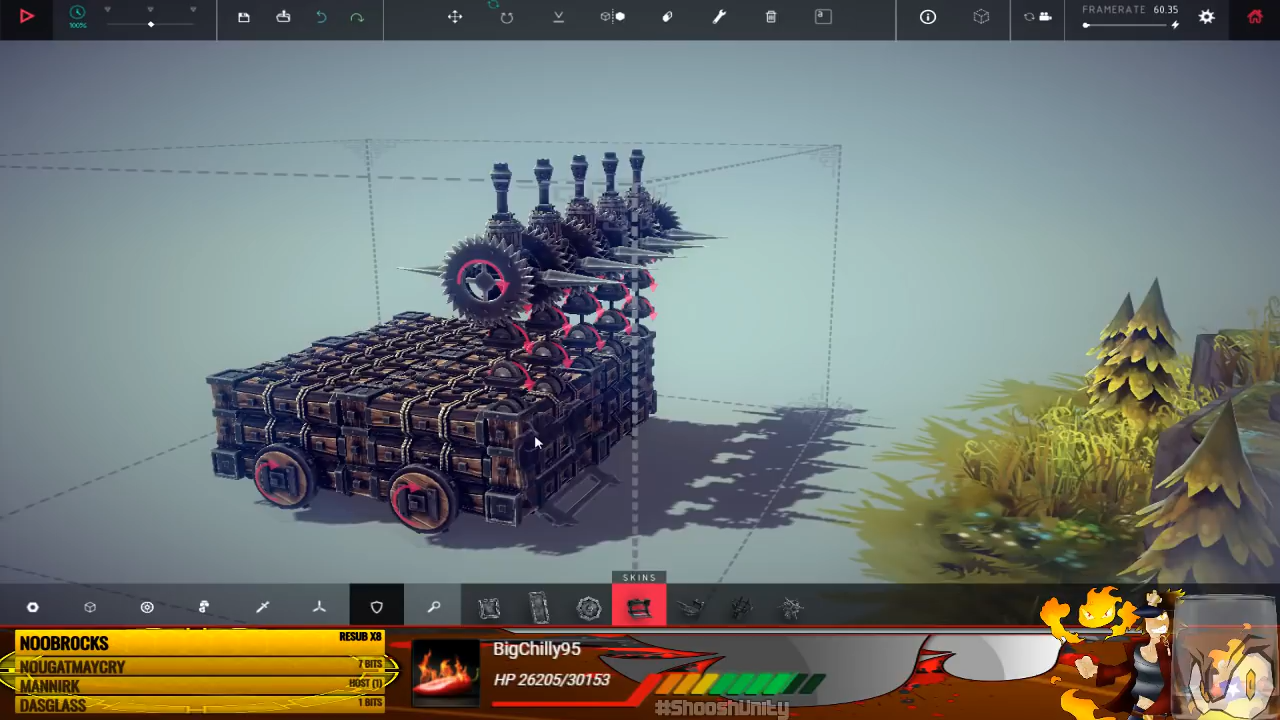 100%
a
FRAMERATE 60.35
SKINS
NOOBROCKS RESUB X8
NOUGATMAYCRY 7 BITS
MANNIRK HOST (1)
DASGLASS 1 BITS
BigChilly95
HP 26205/30153
#ShooshUnity